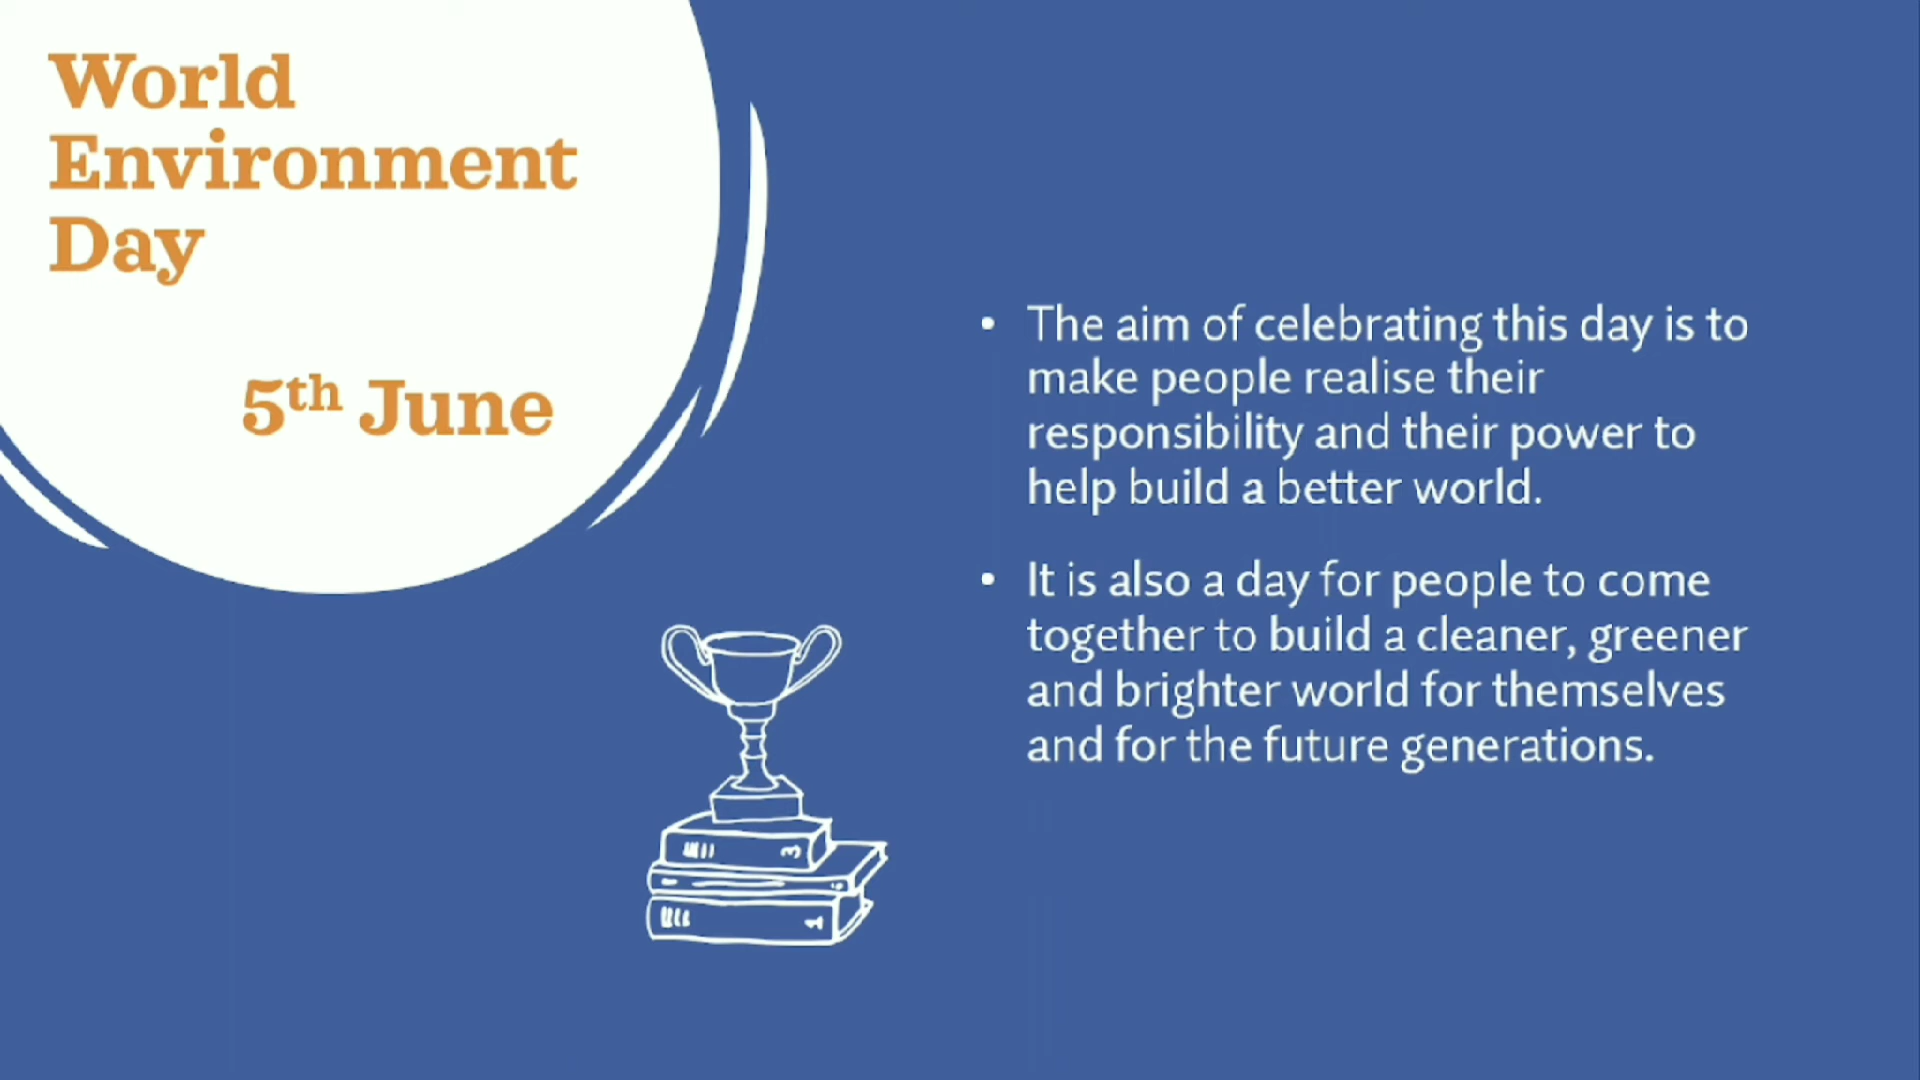 World
Environment
Day
5th June
• The aim of celebrating this day is to
make people realise their
responsibility and their power to
help build a better world.
• It is also a day for people to come
together to build a cleaner, greener
and brighter world for themselves
and for the future generations.